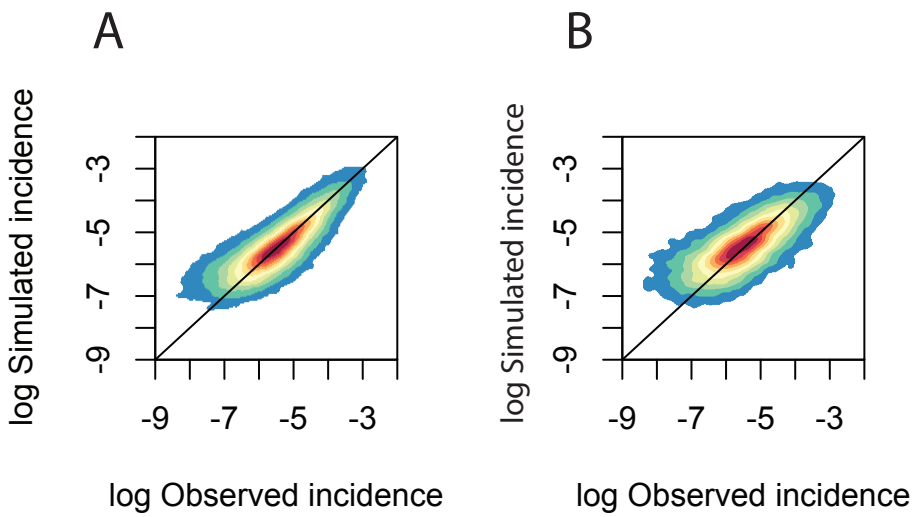 A
B
log Simulated incidence
-3
-5
-7
-9
-9 -7 -5 -3
log Observed incidence
log Simulated incidence
-3
-5
-7
-9
-9 -7 -5 -3
log Observed incidence